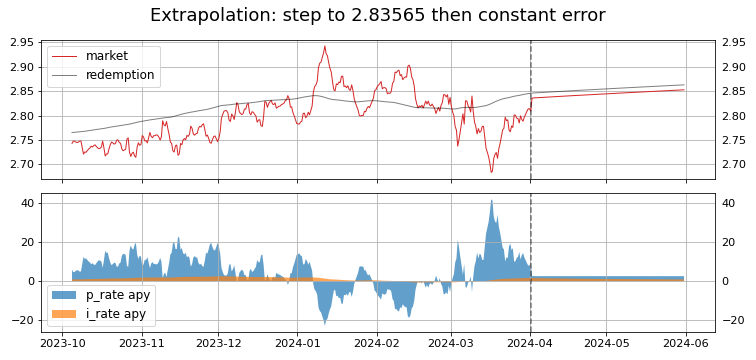 Extrapolation: step to 2.83565 then constant error
2.95 2.95
2.90 2.90
2.85 2.85
2.80 2.80
2.75 2.75
2.70 2.70
market
redemption
40 40
20 20
0 0
−20 −20
p_rate apy
i_rate apy
2023-10 2023-11 2023-12 2024-01 2024-02 2024-03 2024-04 2024-05 2024-06